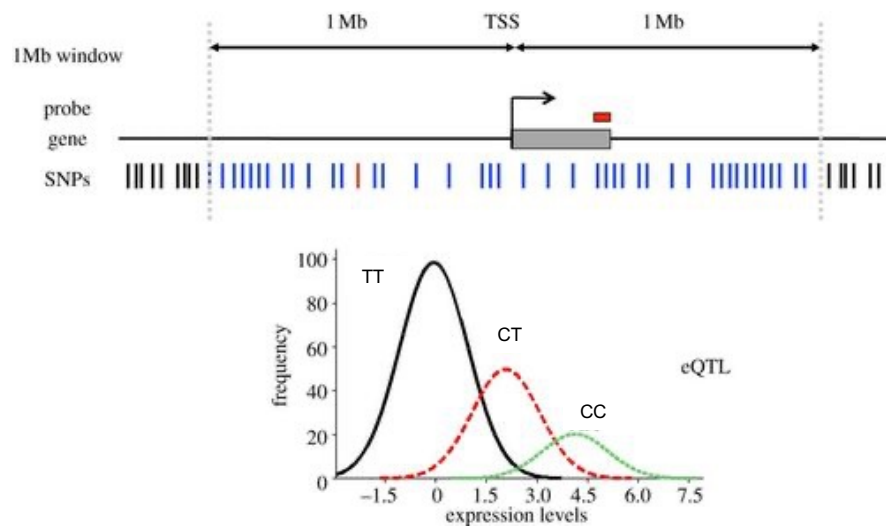 1 Mb TSS 1 Mb
1Mb window
probe
gene
SNPs
100
80
60
40
20
0
frequency
TT
CT
CC
eQTL
–1.5 0 1.5 3.0 4.5 6.0 7.5
expression levels